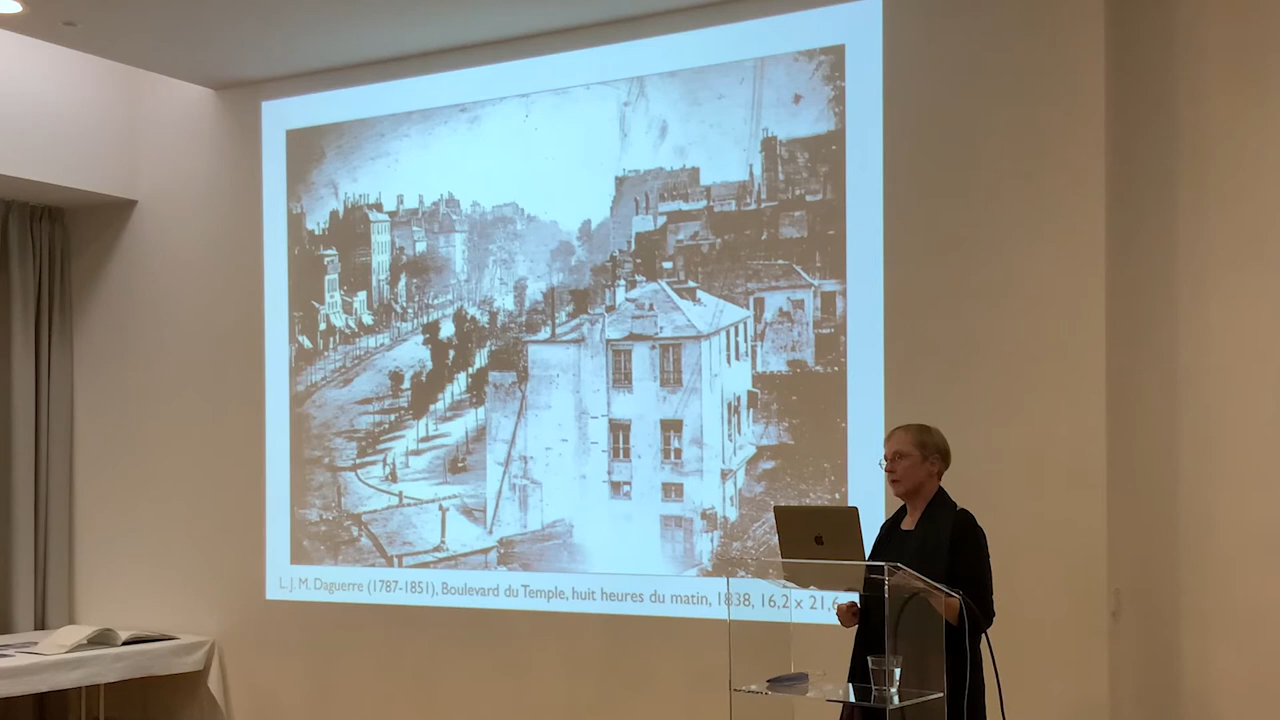 L. J. M. Daguerre (1787-1851), Boulevard du Temple, huit heures du matin, 1838, 16,2 x 21,6